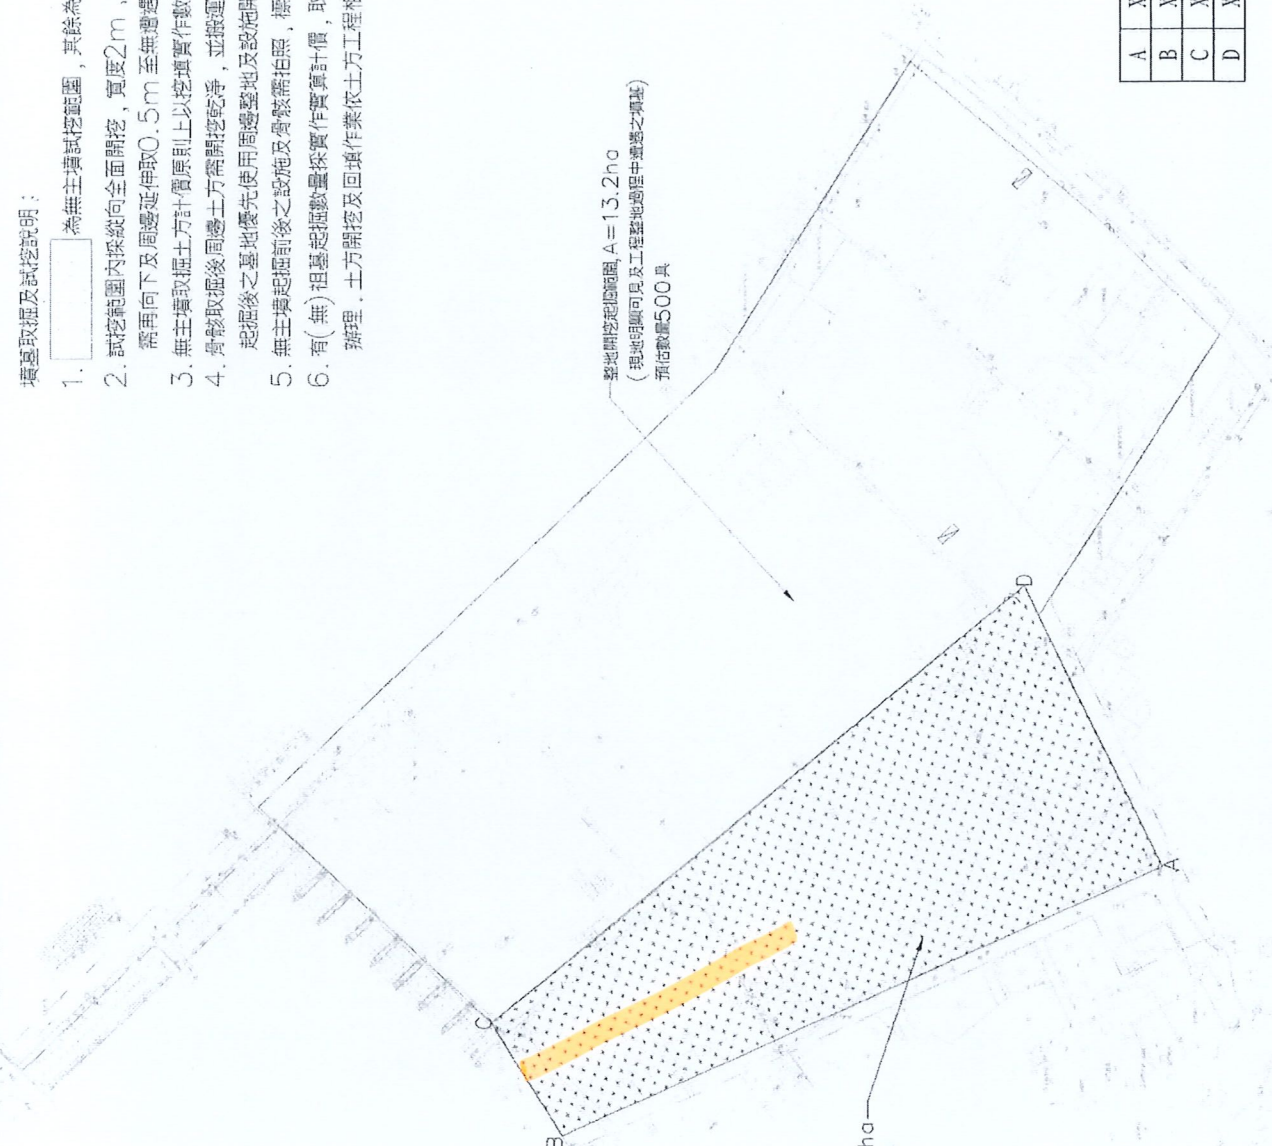 墳墓取掘及試挖說明：
1. 為無主墳試挖範圍，其餘為
2. 試挖範圍內採縱向全面開挖，寬度2m，
需再向下及周邊延伸取0.5m至無遭遇
3. 無主墳取掘土方計價原則上以挖填實作數
4. 骨骸取掘後周邊土方需開挖乾淨，並搬運
起掘後之基地優先使用周邊整地及設施開
5. 無主墳起掘前後之設施及骨骸需拍照，標
6. 有(無)祖墓起掘數量採實作實算計價，取
辦理．土方開挖及回填作業依土方工程
整地開挖起掘範圍,A=13.2ha
(現地明顯可見及工程整地過程中遭遇之墳墓)
預估數量500具
A X
B X
C X
D X
C
D
A
B
ha